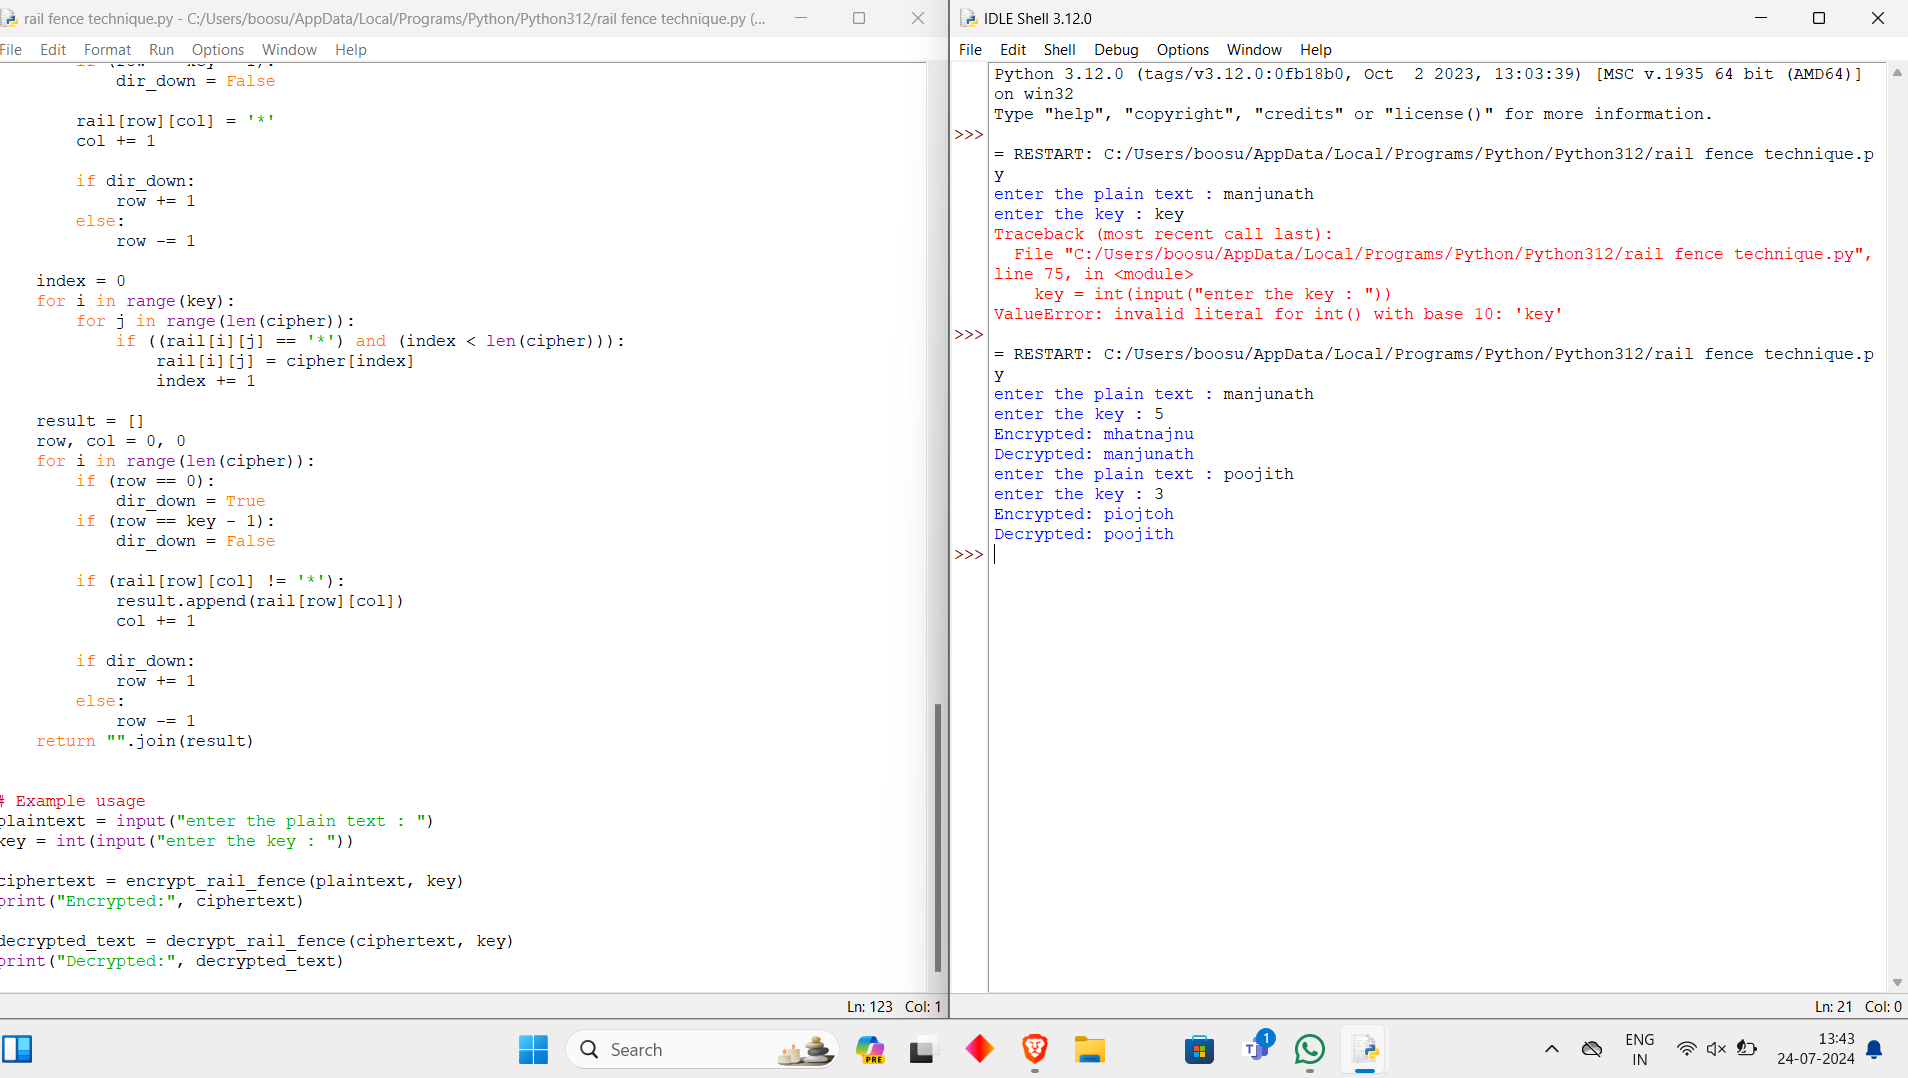 rail fence technique.py - C:/Users/boosu/AppData/Local/Programs/Python/Python312/rail fence technique.py (...
File Edit Format Run Options Window Help
dir_down = False
rail[row][col] = '*'
col += 1
if dir_down:
row += 1
else:
row -= 1
index = 0
for i in range(key):
for j in range(len(cipher)):
if ((rail[i][j] == '*') and (index < len(cipher))):
rail[i][j] = cipher[index]
index += 1
result = []
row, col = 0, 0
for i in range(len(cipher)):
if (row == 0):
dir_down = True
if (row == key - 1):
dir_down = False
if (rail[row][col] != '*'):
result.append(rail[row][col])
col += 1
if dir_down:
row += 1
else:
row -= 1
return "".join(result)
# Example usage
plaintext = input("enter the plain text : ")
key = int(input("enter the key : "))
ciphertext = encrypt_rail_fence(plaintext, key)
print("Encrypted:", ciphertext)
decrypted_text = decrypt_rail_fence(ciphertext, key)
print("Decrypted:", decrypted_text)
Ln: 123 Col: 1
IDLE Shell 3.12.0
File Edit Shell Debug Options Window Help
Python 3.12.0 (tags/v3.12.0:0fb18b0, Oct  2 2023, 13:03:39) [MSC v.1935 64 bit (AMD64)]
on win32
Type "help", "copyright", "credits" or "license()" for more information.
>>>
= RESTART: C:/Users/boosu/AppData/Local/Programs/Python/Python312/rail fence technique.p
y
enter the plain text : manjunath
enter the key : key
Traceback (most recent call last):
File "C:/Users/boosu/AppData/Local/Programs/Python/Python312/rail fence technique.py",
line 75, in <module>
key = int(input("enter the key : "))
ValueError: invalid literal for int() with base 10: 'key'
>>>
= RESTART: C:/Users/boosu/AppData/Local/Programs/Python/Python312/rail fence technique.p
y
enter the plain text : manjunath
enter the key : 5
Encrypted: mhatnajnu
Decrypted: manjunath
enter the plain text : poojith
enter the key : 3
Encrypted: piojtoh
Decrypted: poojith
>>>
Ln: 21 Col: 0
Search
PRE
1
ENG
IN
13:43
24-07-2024